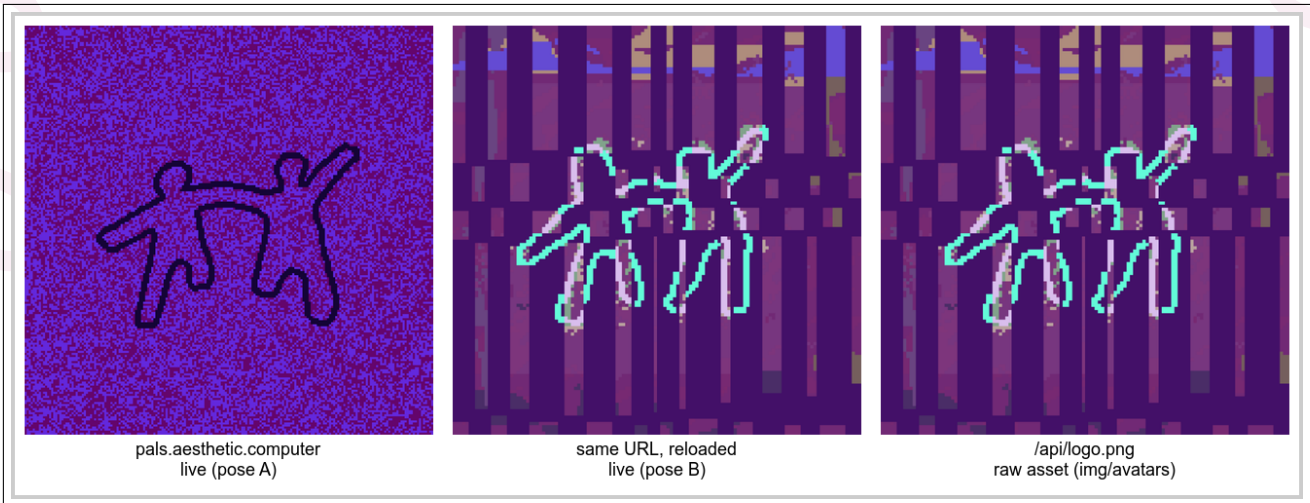 pals.aesthetic.computer
live (pose A)
same URL, reloaded
live (pose B)
/api/logo.png
raw asset (img/avatars)